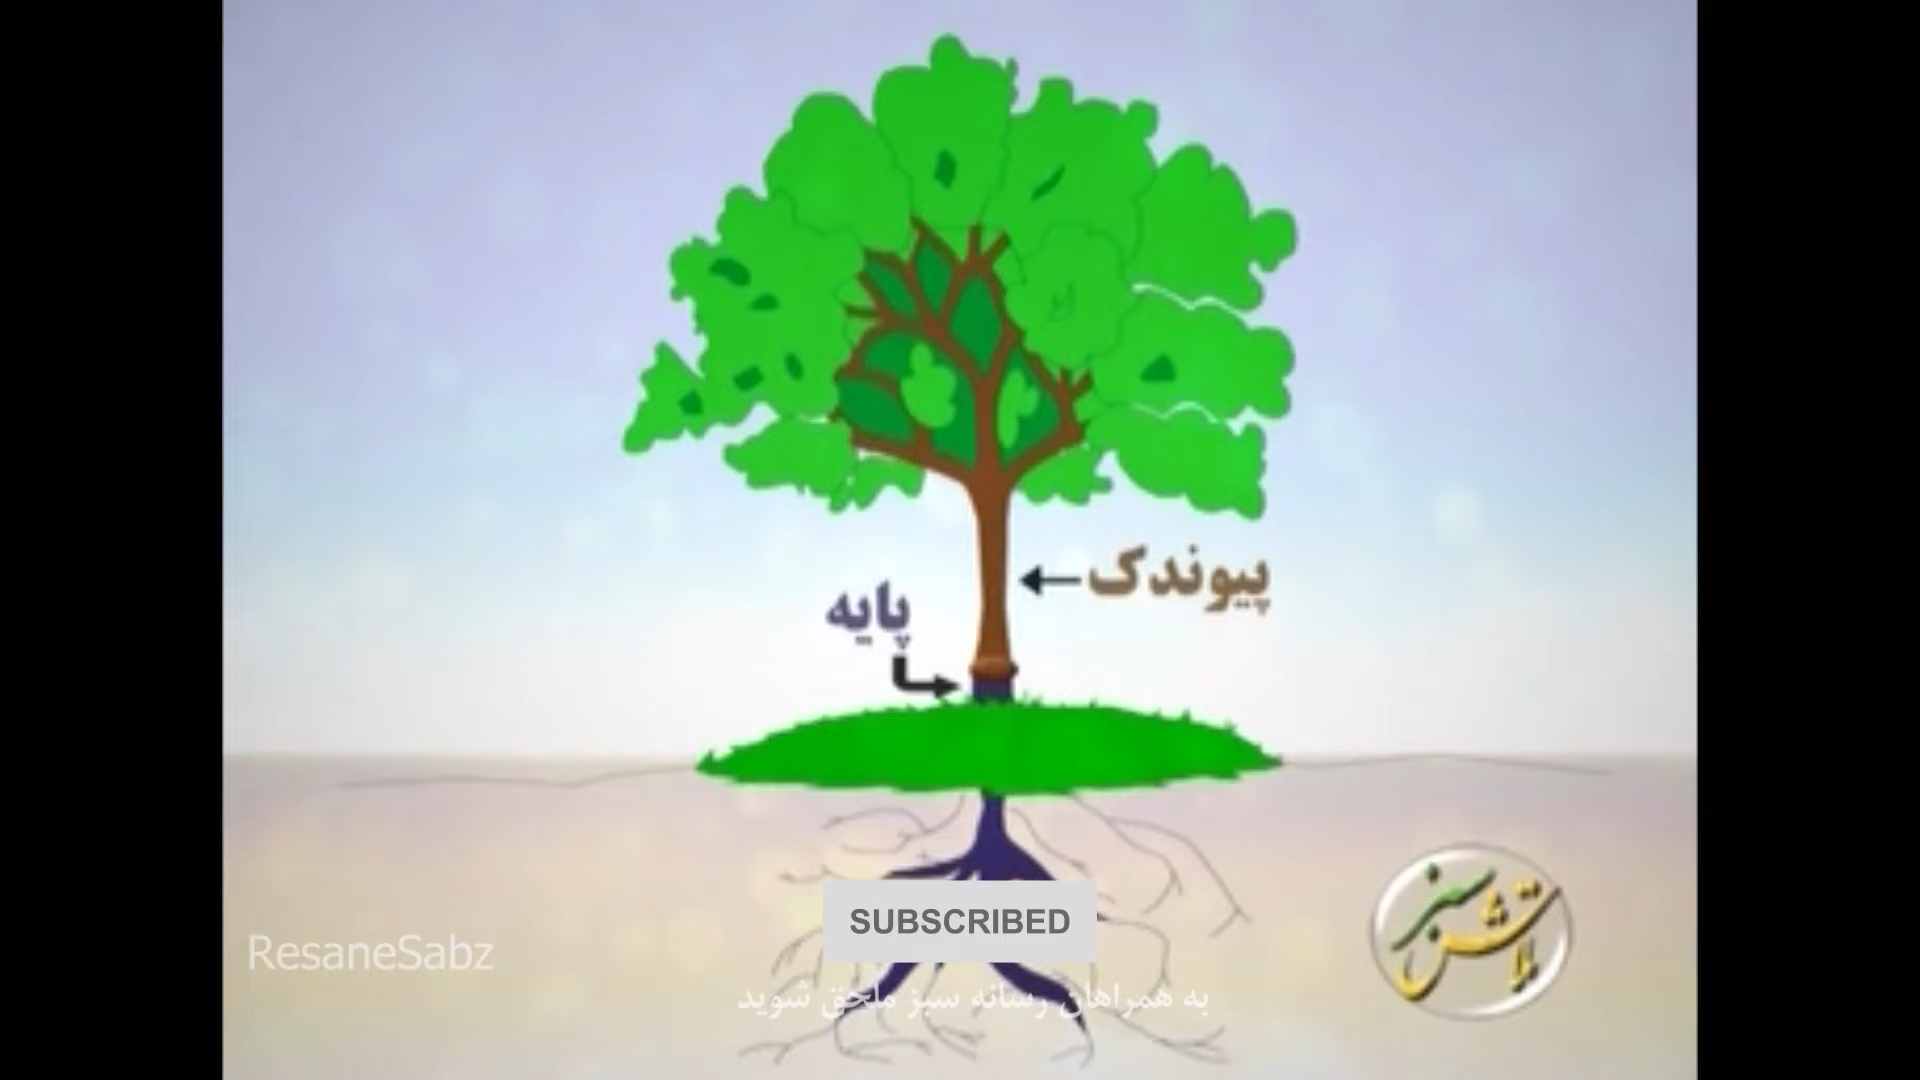 پیوندک
پایه
SUBSCRIBED
ResaneSabz
به همراهان رسانه سبز ملحق شوید
تلاش سبز